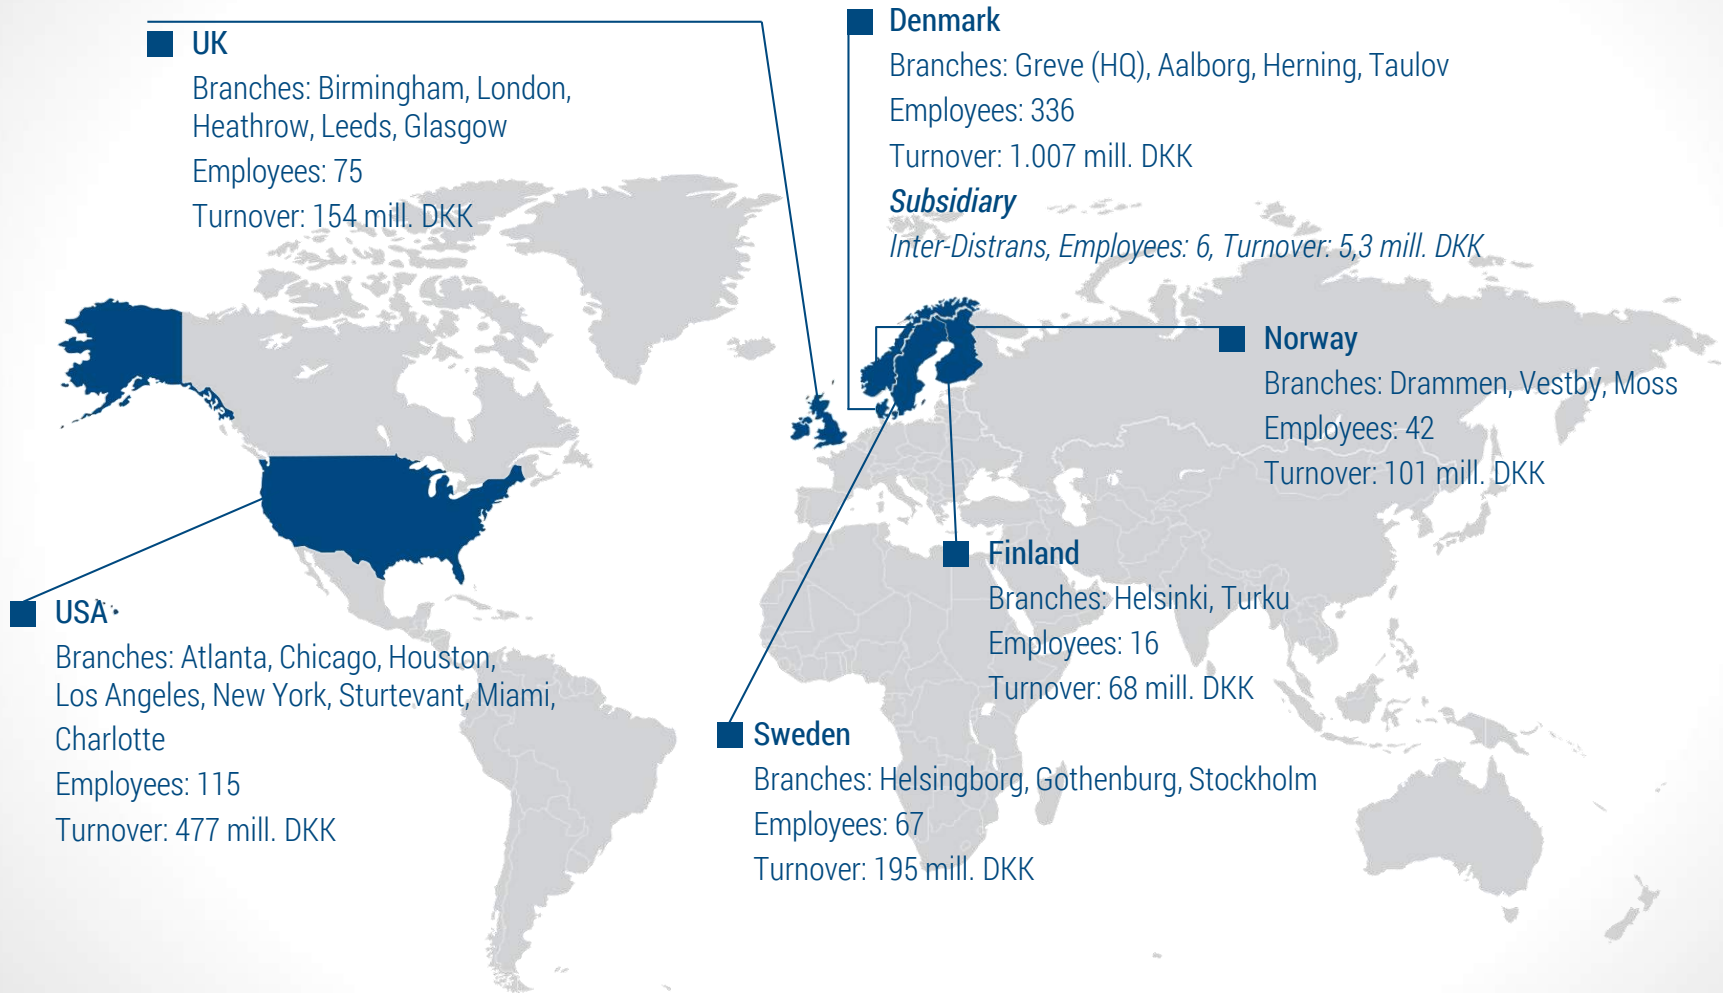 UK
Branches: Birmingham, London,
Heathrow, Leeds, Glasgow
Employees: 75
Turnover: 154 mill. DKK
Denmark
Branches: Greve (HQ), Aalborg, Herning, Taulov
Employees: 336
Turnover: 1.007 mill. DKK
Subsidiary
Inter-Distrans, Employees: 6, Turnover: 5,3 mill. DKK
Norway
Branches: Drammen, Vestby, Moss
Employees: 42
Turnover: 101 mill. DKK
Finland
Branches: Helsinki, Turku
Employees: 16
Turnover: 68 mill. DKK
USA
Branches: Atlanta, Chicago, Houston,
Los Angeles, New York, Sturtevant, Miami,
Charlotte
Employees: 115
Turnover: 477 mill. DKK
Sweden
Branches: Helsingborg, Gothenburg, Stockholm
Employees: 67
Turnover: 195 mill. DKK